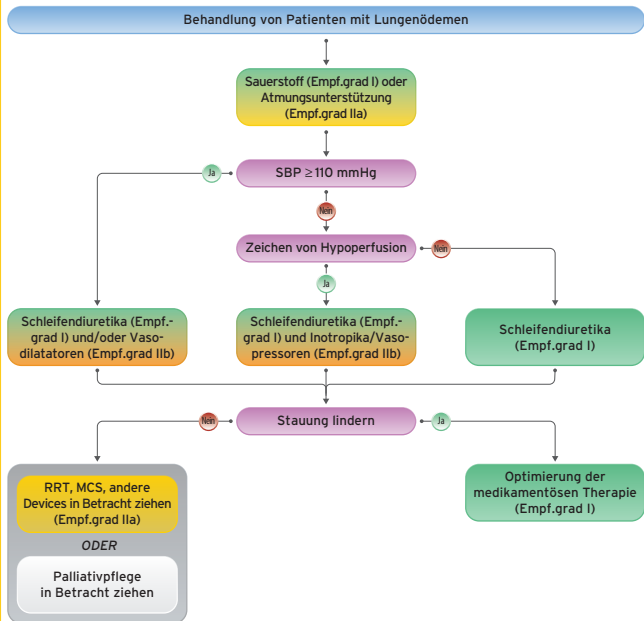 Behandlung von Patienten mit Lungenödemen
Sauerstoff (Empf.grad I) oder
Atmungsunterstützung
(Empf.grad IIa)
SBP ≥ 110 mmHg
Ja
Nein
Zeichen von Hypoperfusion
Nein
Ja
Schleifendiuretika (Empf.-
grad I) und/oder Vaso-
dilatatoren (Empf.grad IIb)
Schleifendiuretika (Empf.-
grad I) und Inotropika/Vaso-
pressoren (Empf.grad IIb)
Schleifendiuretika
(Empf.grad I)
Stauung lindern
Nein
Ja
RRT, MCS, andere
Devices in Betracht ziehen
(Empf.grad IIa)
ODER
Palliativpflege
in Betracht ziehen
Optimierung der
medikamentösen Therapie
(Empf.grad I)